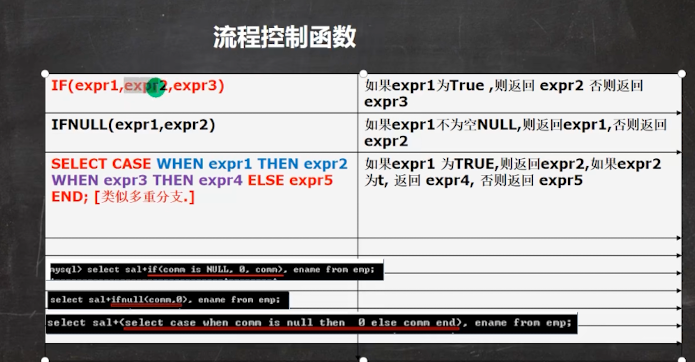 流程控制函数
IF(expr1,expr2,expr3)
如果expr1为True ,则返回 expr2 否则返回
expr3
IFNULL(expr1,expr2)
如果expr1不为空NULL,则返回expr1,否则返回
expr2
SELECT CASE WHEN expr1 THEN expr2
WHEN expr3 THEN expr4 ELSE expr5
END; [类似多重分支.]
如果expr1 为TRUE,则返回expr2,如果expr2
为t, 返回 expr4, 否则返回 expr5
mysql> select sal+if(comm is NULL, 0, comm), ename from emp;
select sal+ifnull(comm,0), ename from emp;
select sal+(select case when comm is null then  0 else comm end), ename from emp;